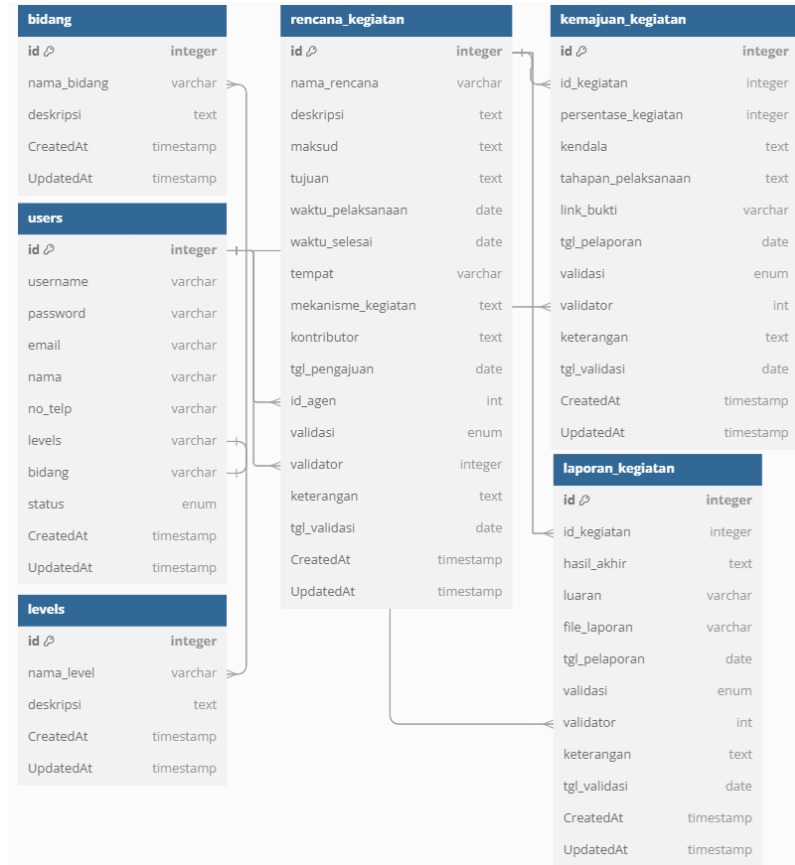 bidang
id integer
nama_bidang varchar
deskripsi text
CreatedAt timestamp
UpdatedAt timestamp
users
id integer
username varchar
password varchar
email varchar
nama varchar
no_telp varchar
levels varchar
bidang varchar
status enum
CreatedAt timestamp
UpdatedAt timestamp
levels
id integer
nama_level varchar
deskripsi text
CreatedAt timestamp
UpdatedAt timestamp
rencana_kegiatan
id integer
nama_rencana varchar
deskripsi text
maksud text
tujuan text
waktu_pelaksanaan date
waktu_selesai date
tempat varchar
mekanisme_kegiatan text
kontributor text
tgl_pengajuan date
id_agen int
validasi enum
validator integer
keterangan text
tgl_validasi date
CreatedAt timestamp
UpdatedAt timestamp
kemajuan_kegiatan
id integer
id_kegiatan integer
persentase_kegiatan integer
kendala text
tahapan_pelaksanaan text
link_bukti varchar
tgl_pelaporan date
validasi enum
validator int
keterangan text
tgl_validasi date
CreatedAt timestamp
UpdatedAt timestamp
laporan_kegiatan
id integer
id_kegiatan integer
hasil_akhir text
luaran varchar
file_laporan varchar
tgl_pelaporan date
validasi enum
validator int
keterangan text
tgl_validasi date
CreatedAt timestamp
UpdatedAt timestamp